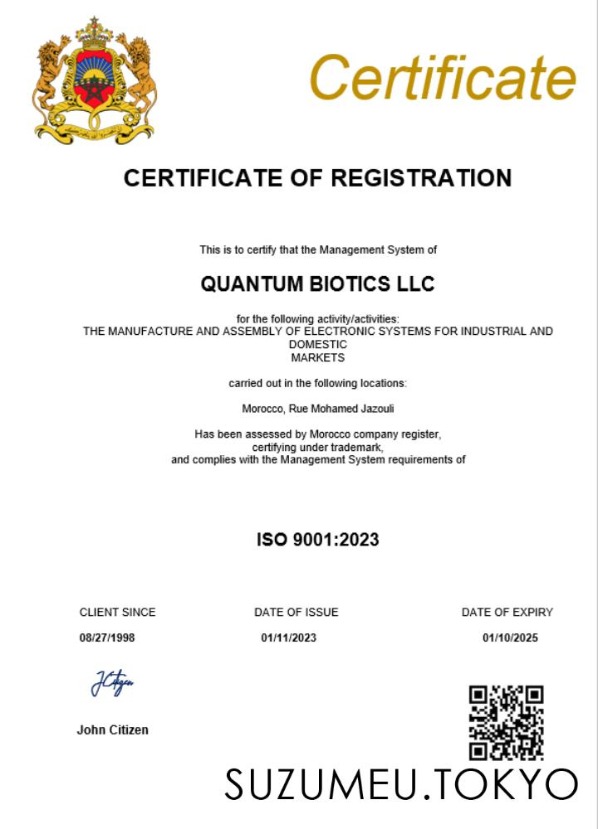 Certificate
CERTIFICATE OF REGISTRATION
This is to certify that the Management System of
QUANTUM BIOTICS LLC
for the following activity/activities:
THE MANUFACTURE AND ASSEMBLY OF ELECTRONIC SYSTEMS FOR INDUSTRIAL AND
DOMESTIC
MARKETS
carried out in the following locations:
Morocco, Rue Mohamed Jazouli
Has been assessed by Morocco company register,
certifying under trademark,
and complies with the Management System requirements of
ISO 9001:2023
CLIENT SINCE DATE OF ISSUE DATE OF EXPIRY
08/27/1998 01/11/2023 01/10/2025
John Citizen
SUZUMEU.TOKYO